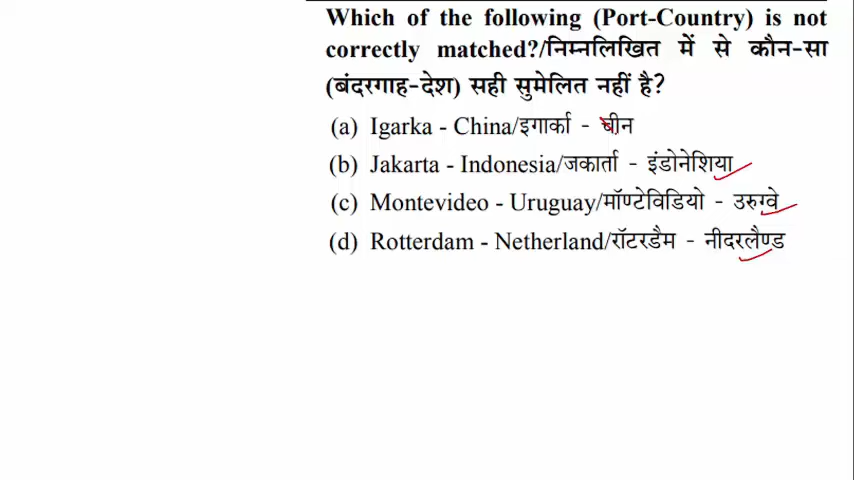 Which of the following (Port-Country) is not
correctly matched?/निम्नलिखित में से कौन-सा
(बंदरगाह-देश) सही सुमेलित नहीं है?
(a) Igarka - China/इगार्का - चीन
(b) Jakarta - Indonesia/जकार्ता - इंडोनेशिया
(c) Montevideo - Uruguay/मॉण्टेविडियो - उरुग्वे
(d) Rotterdam - Netherland/रॉटरडैम - नीदरलैण्ड